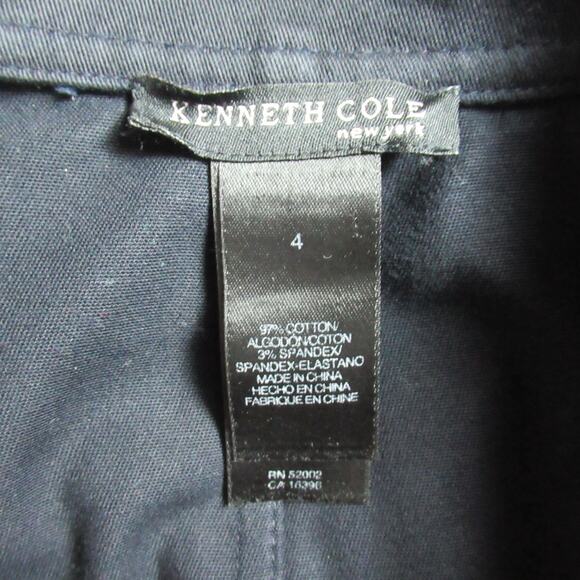 KENNETH COLE
new york
4
97% COTTON/
ALGODÓN/COTON
3% SPANDEX/
SPANDEX-ELASTANO
MADE IN CHINA
HECHO EN CHINA
FABRIQUE EN CHINE
RN 52002
CA 16398